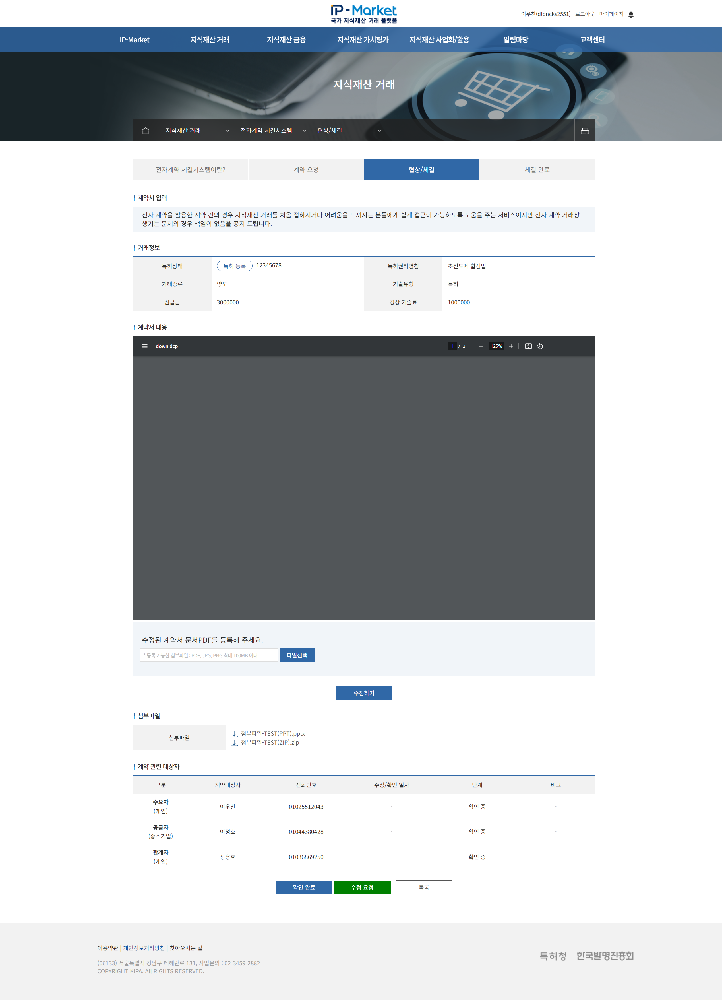 IP-Market
국가 지식재산 거래 플랫폼
이우찬(dldncks2551) | 로그아웃 | 마이페이지 |
IP-Market 지식재산 거래 지식재산 금융 지식재산 가치평가 지식재산 사업화/활용 알림마당 고객센터
지식재산 거래
지식재산 거래 전자계약 체결시스템 협상/체결
전자계약 체결시스템이란? 계약 요청 협상/체결 체결 완료
계약서 입력
전자 계약을 활용한 계약 건의 경우 지식재산 거래를 처음 접하시거나 어려움을 느끼시는 분들에게 쉽게 접근이 가능하도록 도움을 주는 서비스이지만 전자 계약 거래상
생기는 문제의 경우 책임이 없음을 공지 드립니다.
거래정보
특허상태 특허 등록 12345678 특허권리명칭 초전도체 합성법
거래종류 양도 기술유형 특허
선급금 3000000 경상 기술료 1000000
계약서 내용
down.dcp 1 / 2 125%
수정된 계약서 문서PDF를 등록해 주세요.
* 등록 가능한 첨부파일 : PDF, JPG, PNG 최대 100MB 이내 파일선택
수정하기
첨부파일
첨부파일 첨부파일-TEST(PPT).pptx
첨부파일-TEST(ZIP).zip
계약 관련 대상자
구분 계약대상자 전화번호 수정/확인 일자 단계 비고
수요자
(개인) 이우찬 01025512043 - 확인 중 -
공급자
(중소기업) 이정호 01044380428 - 확인 중 -
관계자
(개인) 장용호 01036869250 - 확인 중 -
확인 완료 수정 요청 목록
이용약관 | 개인정보처리방침 | 찾아오시는 길
(06133) 서울특별시 강남구 테헤란로 131, 사업문의 : 02-3459-2882
COPYRIGHT KIPA. All RIGHTS RESERVED.
특허청 | 한국발명진흥회